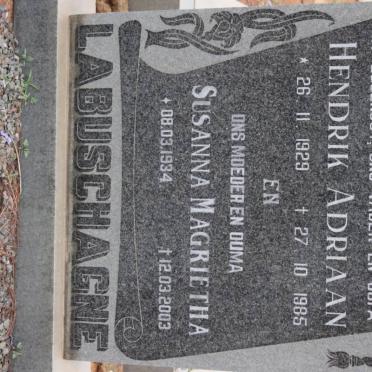 HENDRIK ADRIAAN
* 26. 11 1929 † 27 10 1985
EN
ONS MOEDER EN OUMA
SUSANNA MAGRIETHA
* 08.03.1934 † 12.03.2003
LABUSCHAGNE